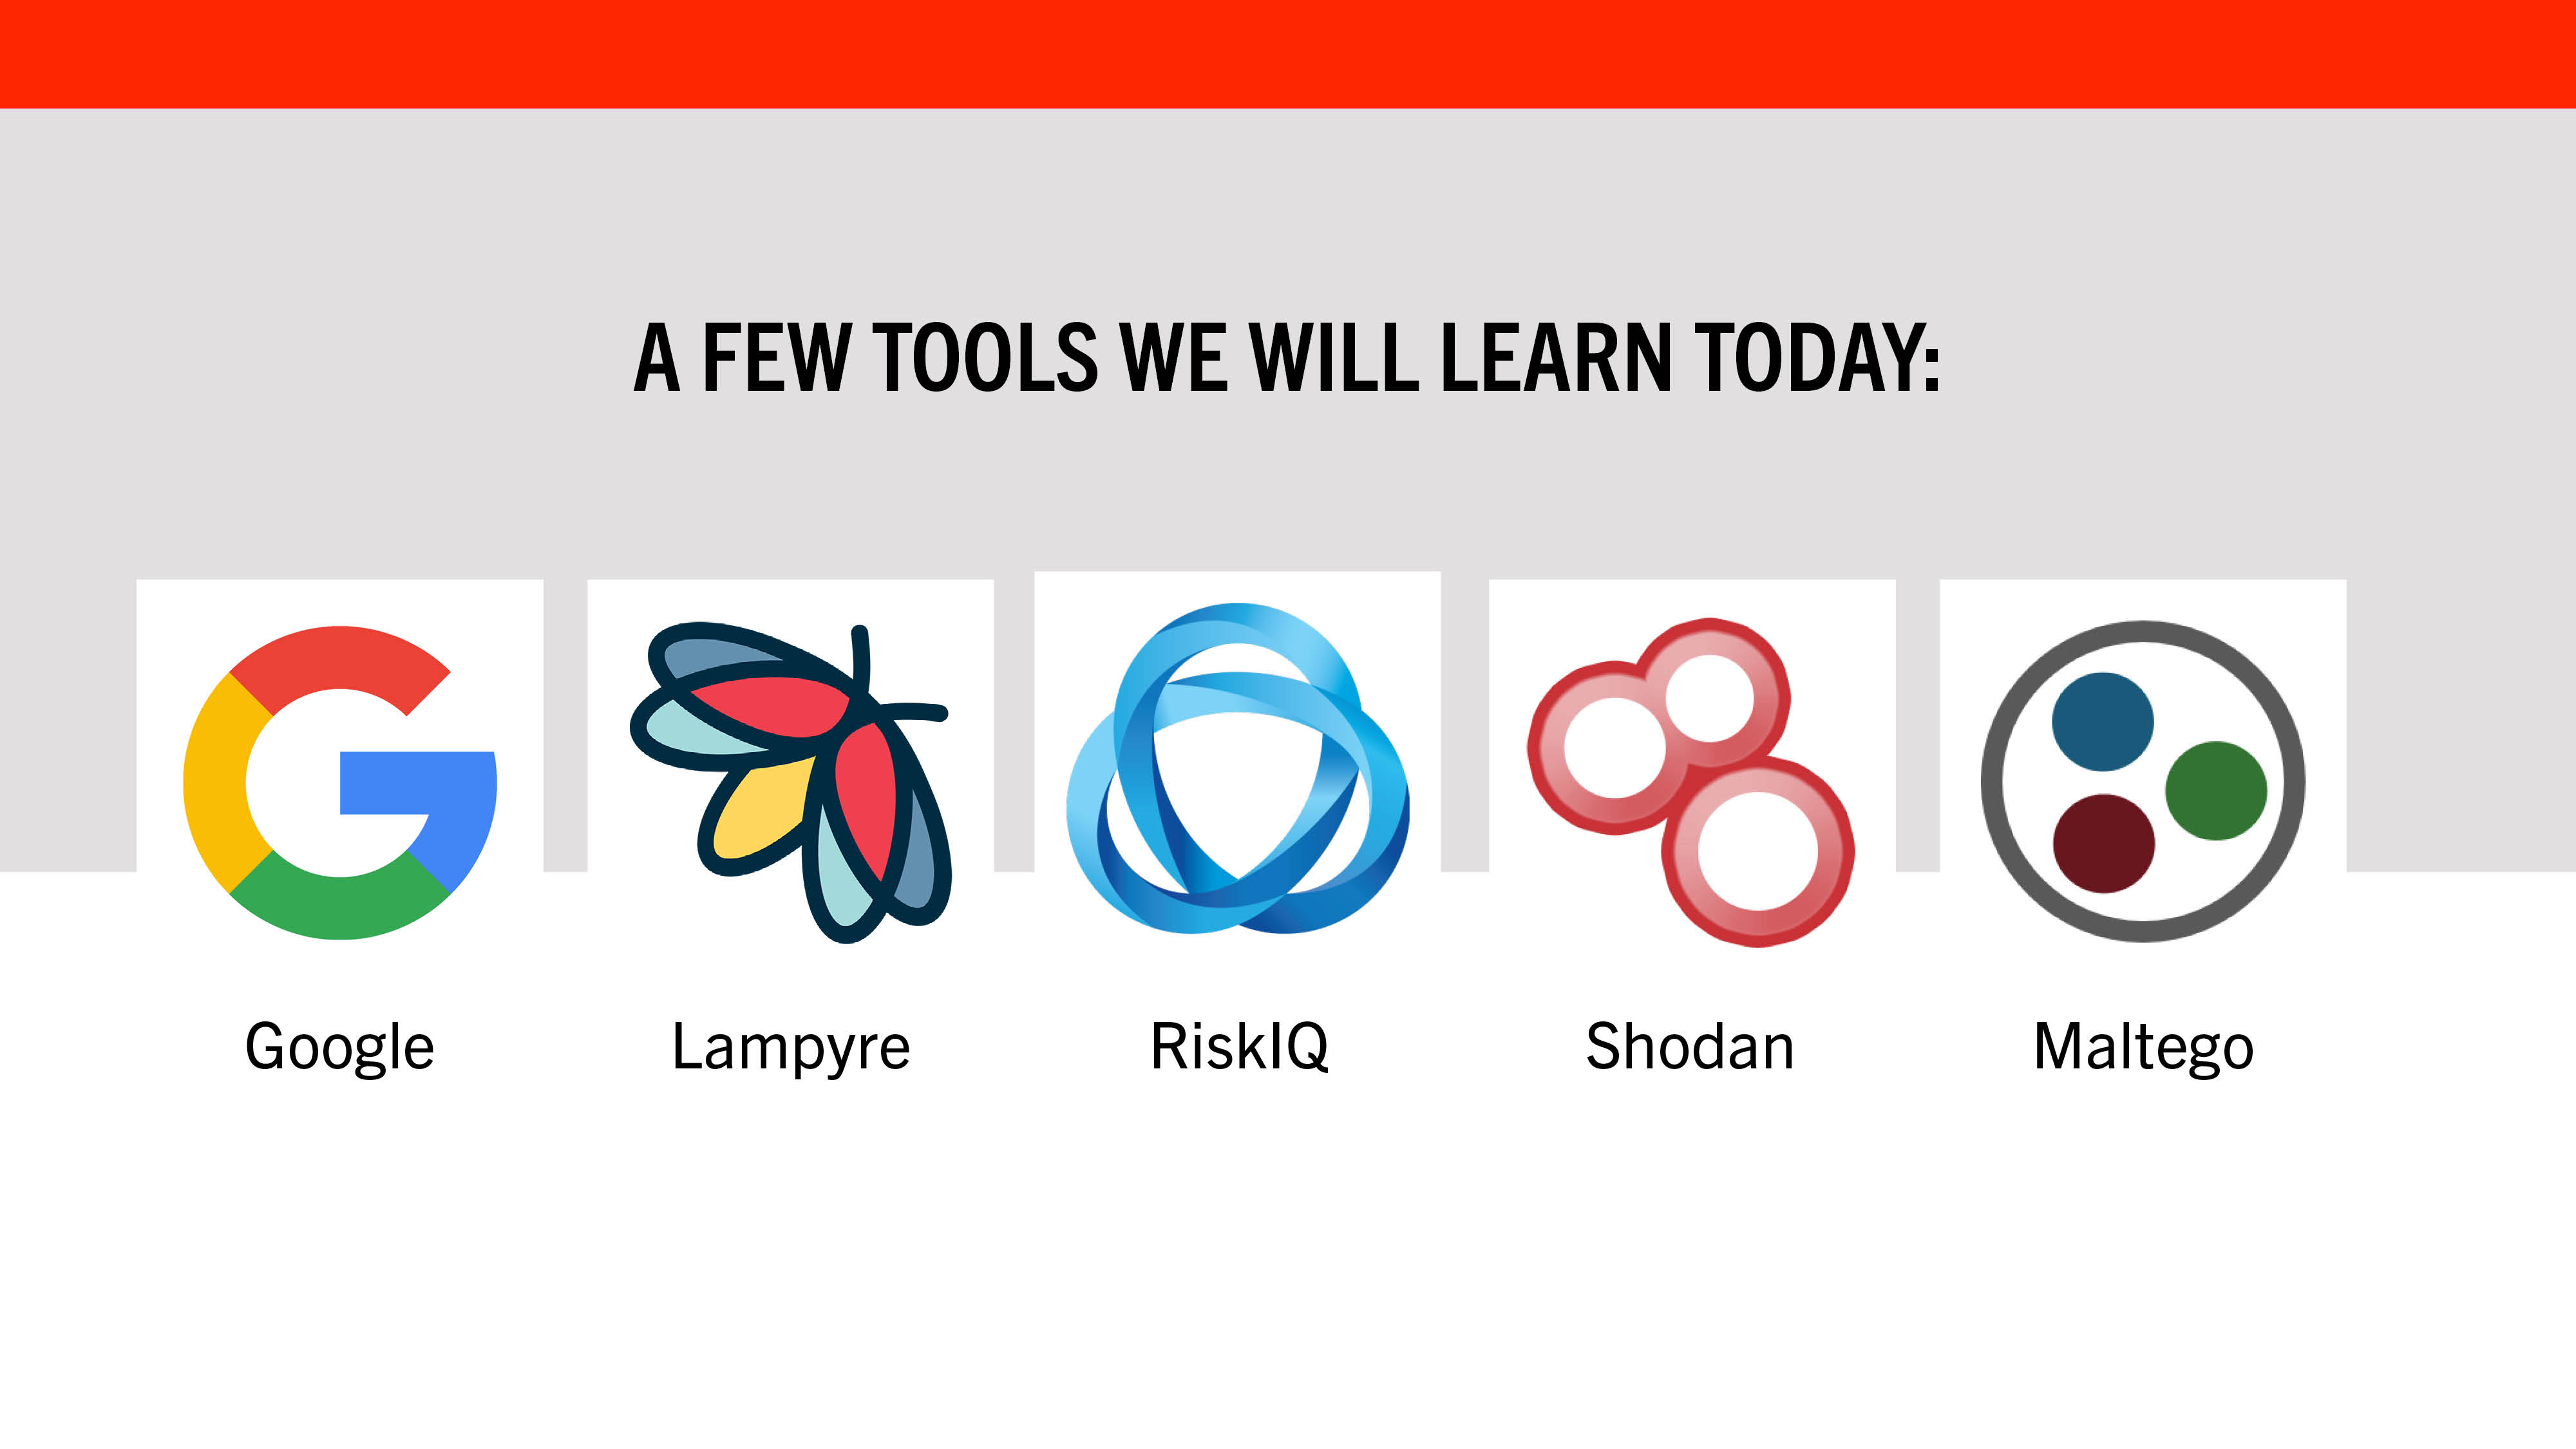 A FEW TOOLS WE WILL LEARN TODAY:
Google
Lampyre
RiskIQ
Shodan
Maltego